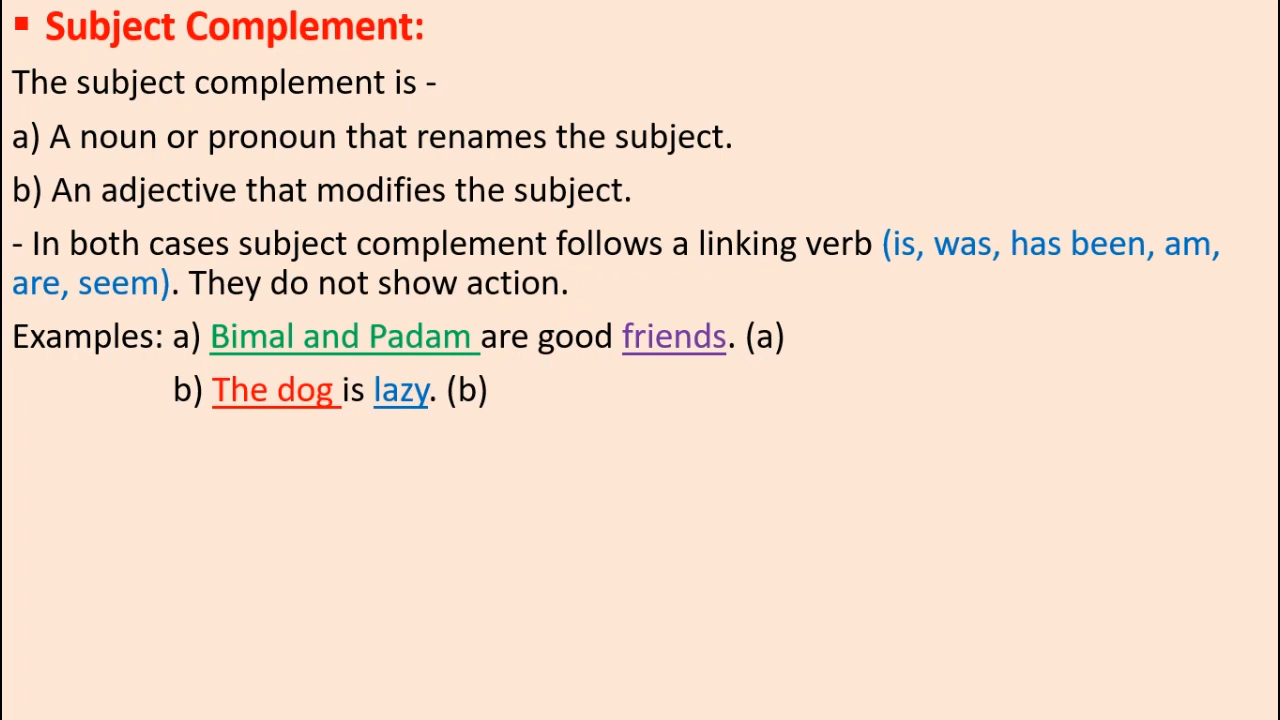 ▪ Subject Complement:
The subject complement is -
a) A noun or pronoun that renames the subject.
b) An adjective that modifies the subject.
- In both cases subject complement follows a linking verb (is, was, has been, am,
are, seem). They do not show action.
Examples: a) Bimal and Padam are good friends. (a)
b) The dog is lazy. (b)